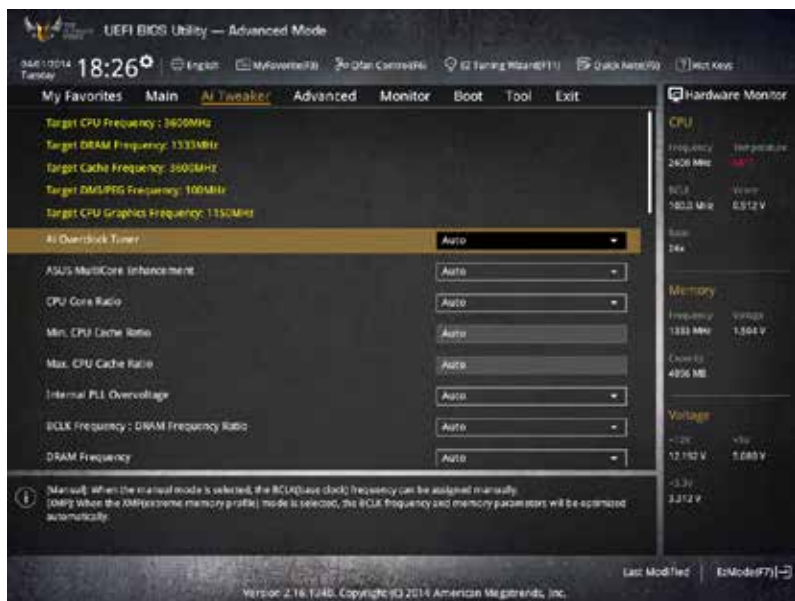 UEFI BIOS Utility — Advanced Mode
Tuesday
18:26
English
MyFavorite(F3)
Qfan Control(F6)
EZ Tuning Wizard(F11)
Quick Note(F9)
Hot Keys
My Favorites
Main
Ai Tweaker
Advanced
Monitor
Boot
Tool
Exit
Hardware Monitor
Target CPU Frequency : 3600MHz
Target DRAM Frequency: 1333MHz
Target Cache Frequency: 3600MHz
Target DMI/PEG Frequency: 100MHz
Target CPU Graphics Frequency: 1150MHz
Ai Overclock Tuner
Auto
ASUS MultiCore Enhancement
Auto
CPU Core Ratio
Auto
Min. CPU Cache Ratio
Auto
Max. CPU Cache Ratio
Auto
Internal PLL Overvoltage
Auto
BCLK Frequency : DRAM Frequency Ratio
Auto
DRAM Frequency
Auto
CPU
Frequency
Temperature
BCLK
Vcore
100.0 MHz
0.912 V
Ratio
Memory
Frequency
Voltage
1333 MHz
1.504 V
Capacity
4096 MB
Voltage
+12V
+5V
12.192 V
5.080 V
+3.3V
3.312 V
[Manual]: When the manual mode is selected, the BCLK(base clock) frequency can be assigned manually.
[XMP]: When the XMP(extreme memory profile) mode is selected, the BCLK frequency and memory parameters will be optimized
automatically.
Last Modified
EzMode(F7)
Version 2.16.1240. Copyright (C) 2014 American Megatrends, Inc.